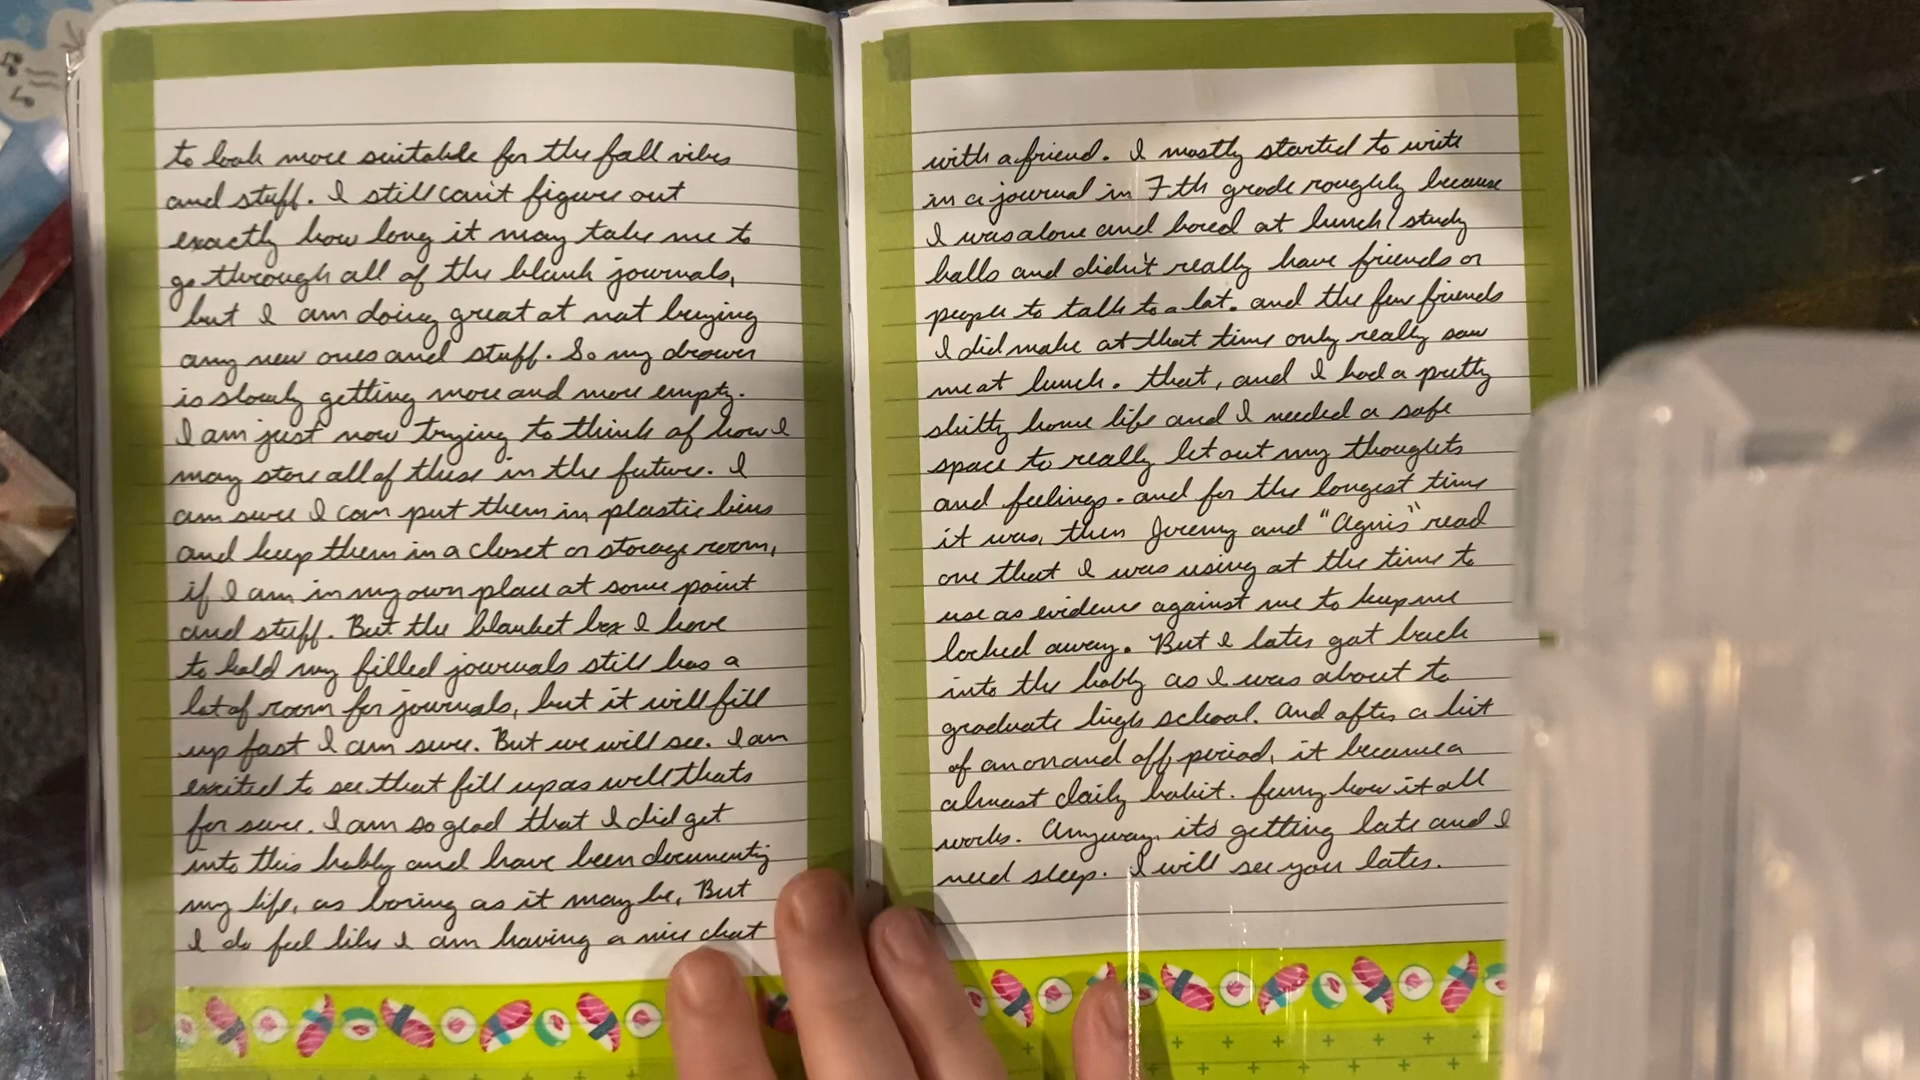 to look more suitable for the fall vibes
and stuff. I still can't figure out
exactly how long it may take me to
go through all of the blank journals,
but I am doing great at not buying
any new ones and stuff. So my drawer
is slowly getting more and more empty.
I am just now trying to think of how I
may store all of these in the future. I
am sure I can put them in plastic bins
and keep them in a closet or storage room,
if I am in my own place at some point
and stuff. But the blanket box I have
to hold my filled journals still has a
lot of room for journals, but it will fill
up fast I am sure. But we will see. I am
excited to see that fill up as well thats
for sure. I am so glad that I did get
into this hobby and have been documenting
my life, as boring as it may be, But
I do feel like I am having a nice chat
with a friend. I mostly started to write
in a journal in 7th grade roughly because
I was alone and bored at lunch/study
halls and didn't really have friends or
people to talk to a lot. and the few friends
I did make at that time only really saw
me at lunch. that, and I had a pretty
shitty home life and I needed a safe
space to really let out my thoughts
and feelings. and for the longest time
it was, then Jeremy and "Agnis" read
one that I was using at the time to
use as evidence against me to keep me
locked away. But I later got back
into the hobby as I was about to
graduate high school. And after a bit
of an on and off period, it became a
almost daily habit. funny how it all
works. Anyway, its getting late and I
need sleep. I will see you later.